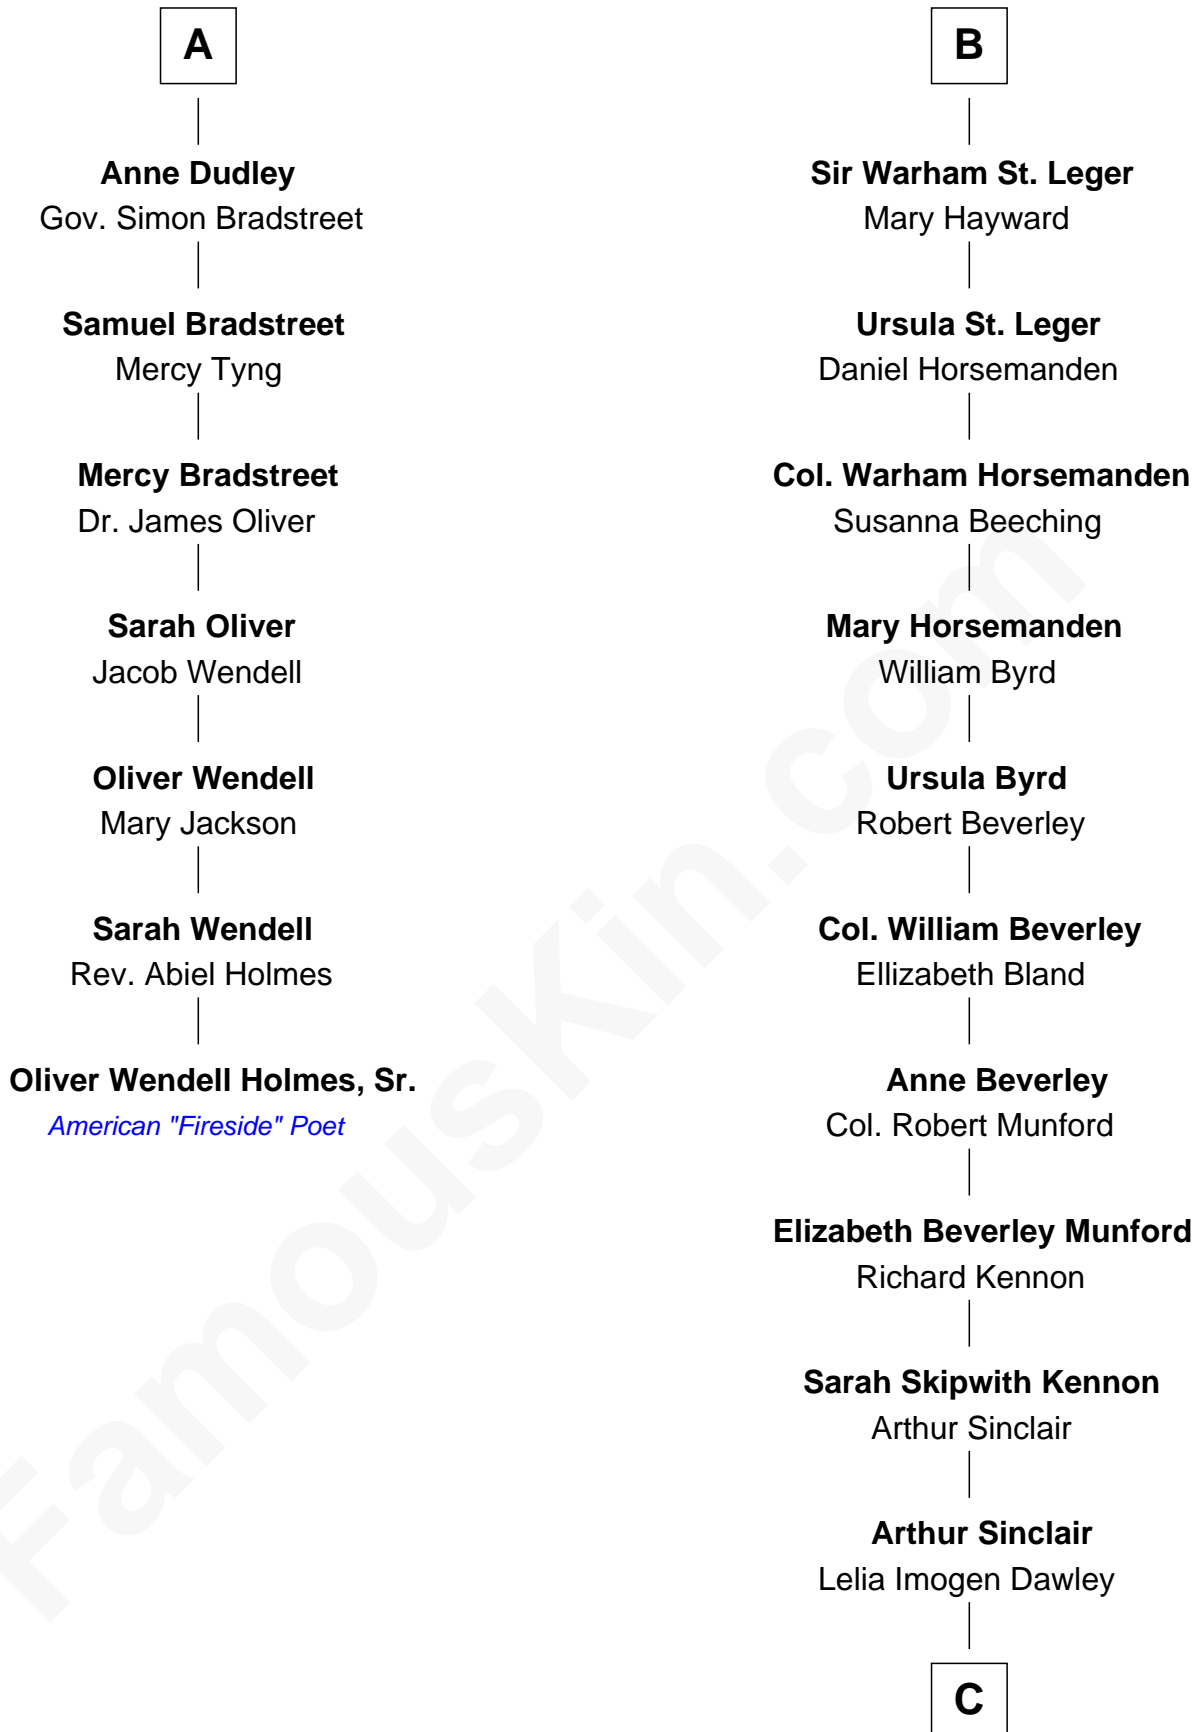 A
Anne Dudley
Gov. Simon Bradstreet
Samuel Bradstreet
Mercy Tyng
Mercy Bradstreet
Dr. James Oliver
Sarah Oliver
Jacob Wendell
Oliver Wendell
Mary Jackson
Sarah Wendell
Rev. Abiel Holmes
Oliver Wendell Holmes, Sr.
American "Fireside" Poet
B
Sir Warham St. Leger
Mary Hayward
Ursula St. Leger
Daniel Horsemanden
Col. Warham Horsemanden
Susanna Beeching
Mary Horsemanden
William Byrd
Ursula Byrd
Robert Beverley
Col. William Beverley
Ellizabeth Bland
Anne Beverley
Col. Robert Munford
Elizabeth Beverley Munford
Richard Kennon
Sarah Skipwith Kennon
Arthur Sinclair
Arthur Sinclair
Lelia Imogen Dawley
C
FamousKin.com